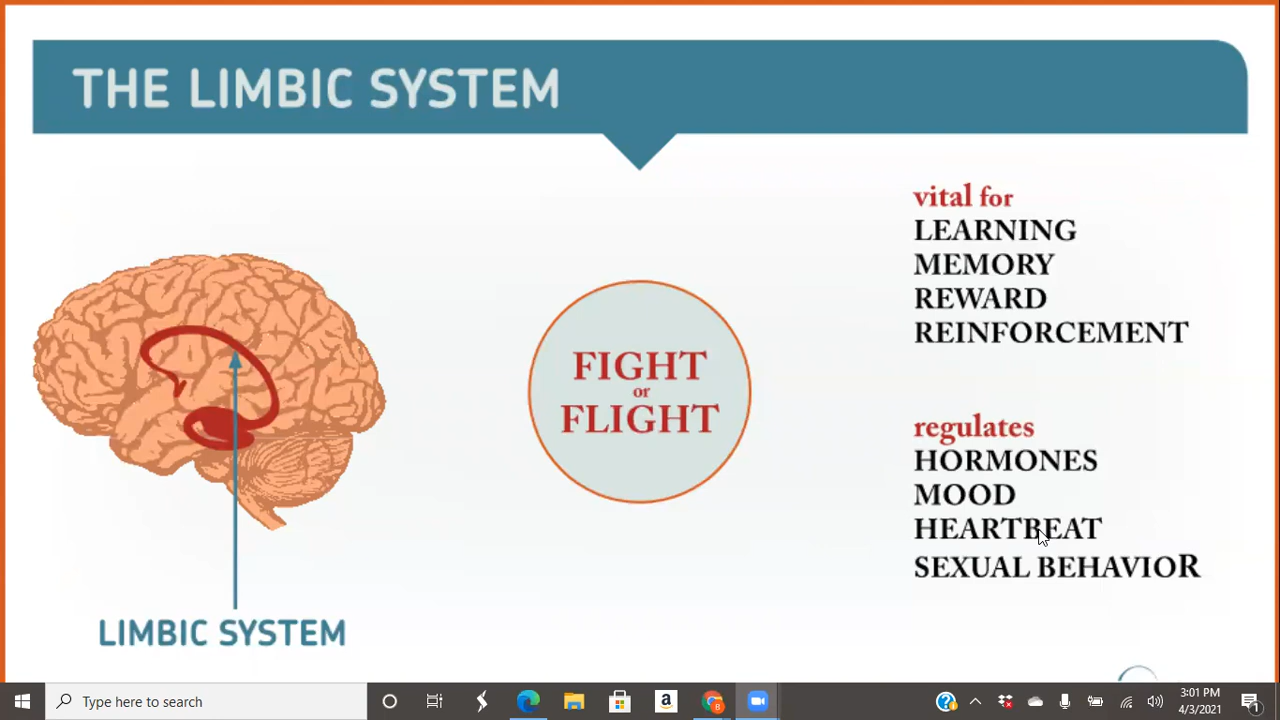 THE LIMBIC SYSTEM
vital for
LEARNING
MEMORY
REWARD
REINFORCEMENT
FIGHT
or
FLIGHT
regulates
HORMONES
MOOD
HEARTBEAT
SEXUAL BEHAVIOR
LIMBIC SYSTEM
Type here to search
3:01 PM
4/3/2021